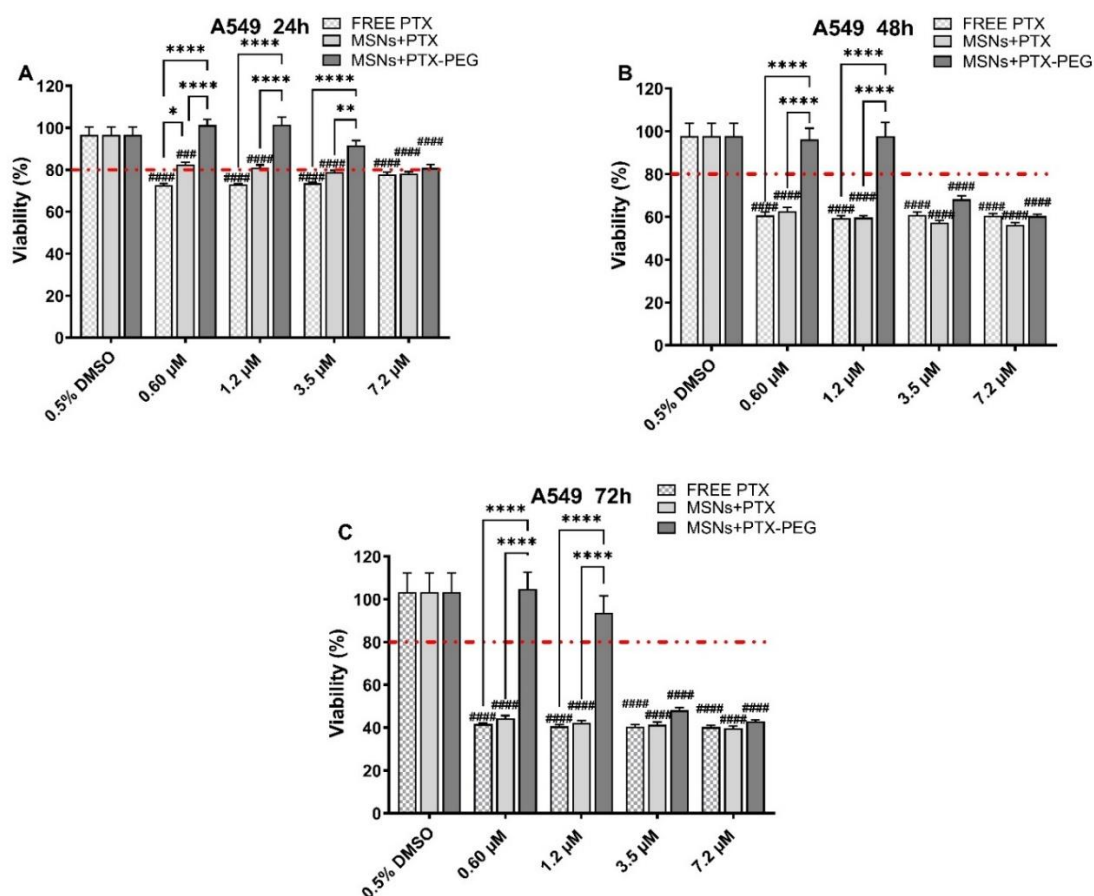 A549 24h
FREE PTX
MSNs+PTX
MSNs+PTX-PEG
A
**** ****
* **** **** **
****
120
100
80
60
40
20
0
Viability (%)
#### ### #### #### #### #### #### #### ####
0.5% DMSO
0.60 µM
1.2 µM
3.5 µM
7.2 µM
A549 48h
FREE PTX
MSNs+PTX
MSNs+PTX-PEG
B
**** ****
**** ****
120
100
80
60
40
20
0
Viability (%)
#### #### #### #### #### #### #### #### #### ####
0.5% DMSO
0.60 µM
1.2 µM
3.5 µM
7.2 µM
A549 72h
FREE PTX
MSNs+PTX
MSNs+PTX-PEG
C
**** ****
**** ****
120
100
80
60
40
20
0
Viability (%)
#### #### #### #### #### #### #### #### #### ####
0.5% DMSO
0.60 µM
1.2 µM
3.5 µM
7.2 µM